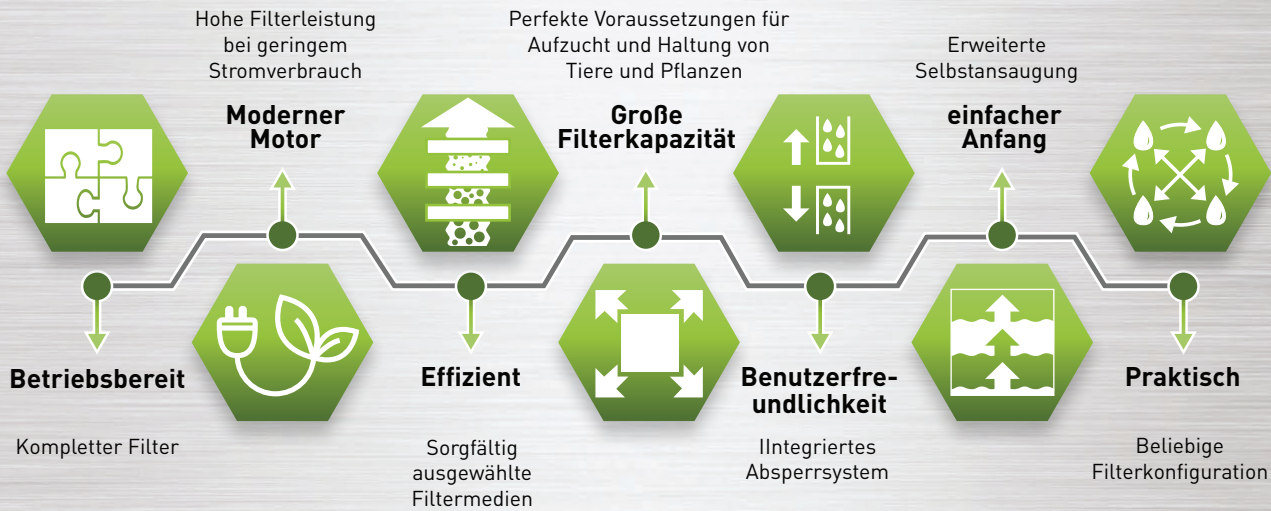 Hohe Filterleistung
bei geringem
Stromverbrauch
Moderner
Motor
Perfekte Voraussetzungen für
Aufzucht und Haltung von
Tiere und Pflanzen
Große
Filterkapazität
Erweiterte
Selbstansaugung
einfacher
Anfang
Betriebsbereit
Kompletter Filter
Effizient
Sorgfältig
ausgewählte
Filtermedien
Benutzerfre-
undlichkeit
IIntegriertes
Absperrsystem
Praktisch
Beliebige
Filterkonfiguration